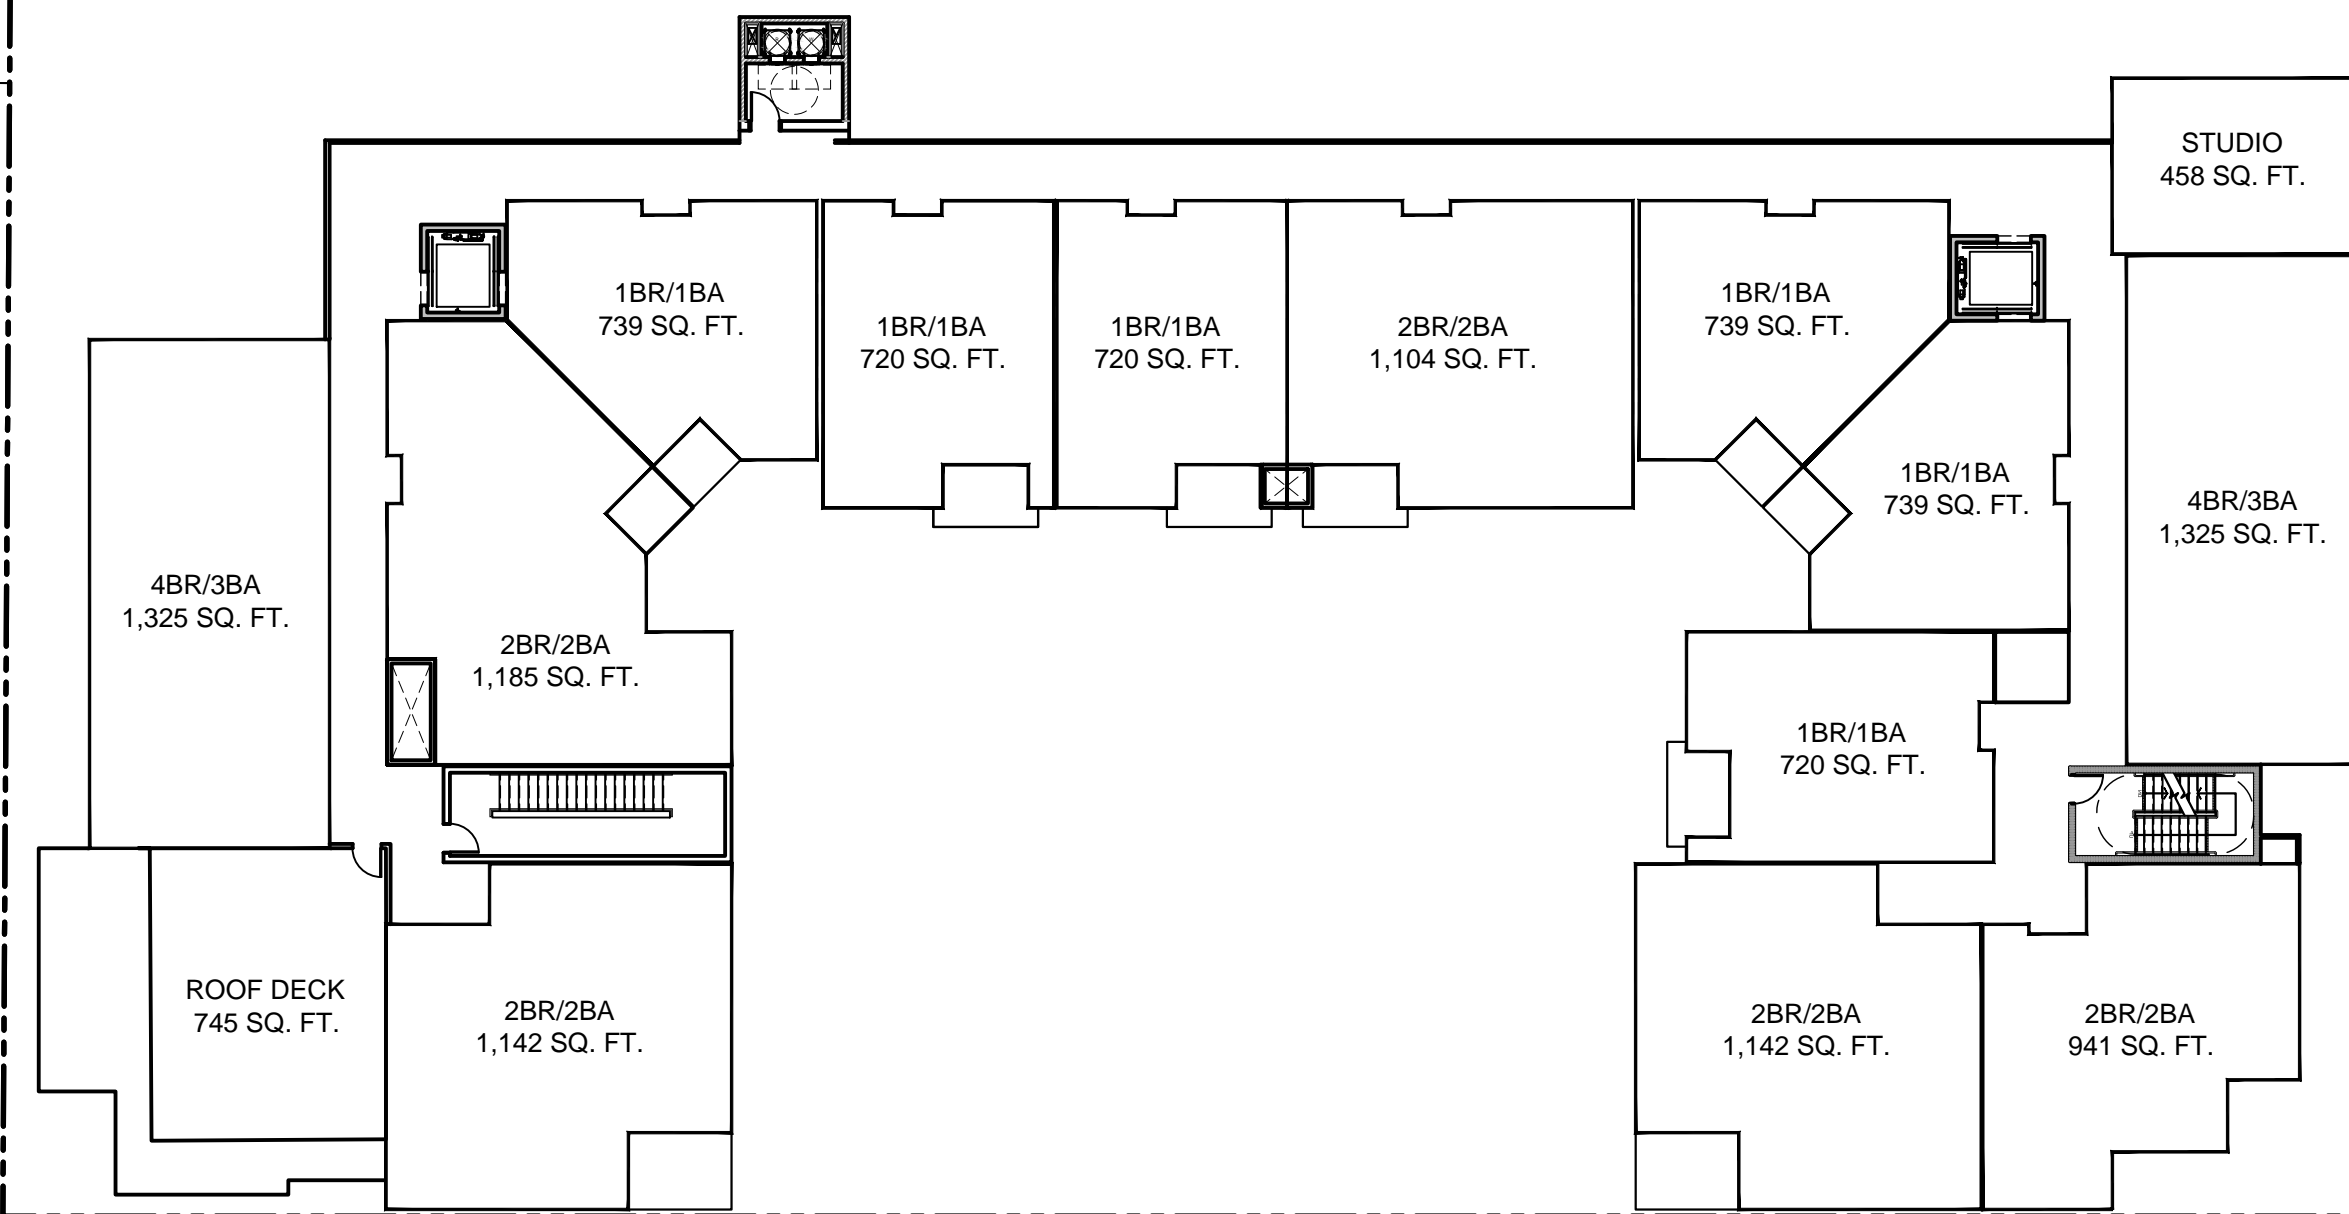 STUDIO
458 SQ. FT.
1BR/1BA
739 SQ. FT.
1BR/1BA
720 SQ. FT.
1BR/1BA
720 SQ. FT.
2BR/2BA
1,104 SQ. FT.
1BR/1BA
739 SQ. FT.
1BR/1BA
739 SQ. FT.
4BR/3BA
1,325 SQ. FT.
4BR/3BA
1,325 SQ. FT.
2BR/2BA
1,185 SQ. FT.
1BR/1BA
720 SQ. FT.
ROOF DECK
745 SQ. FT.
2BR/2BA
1,142 SQ. FT.
2BR/2BA
1,142 SQ. FT.
2BR/2BA
941 SQ. FT.